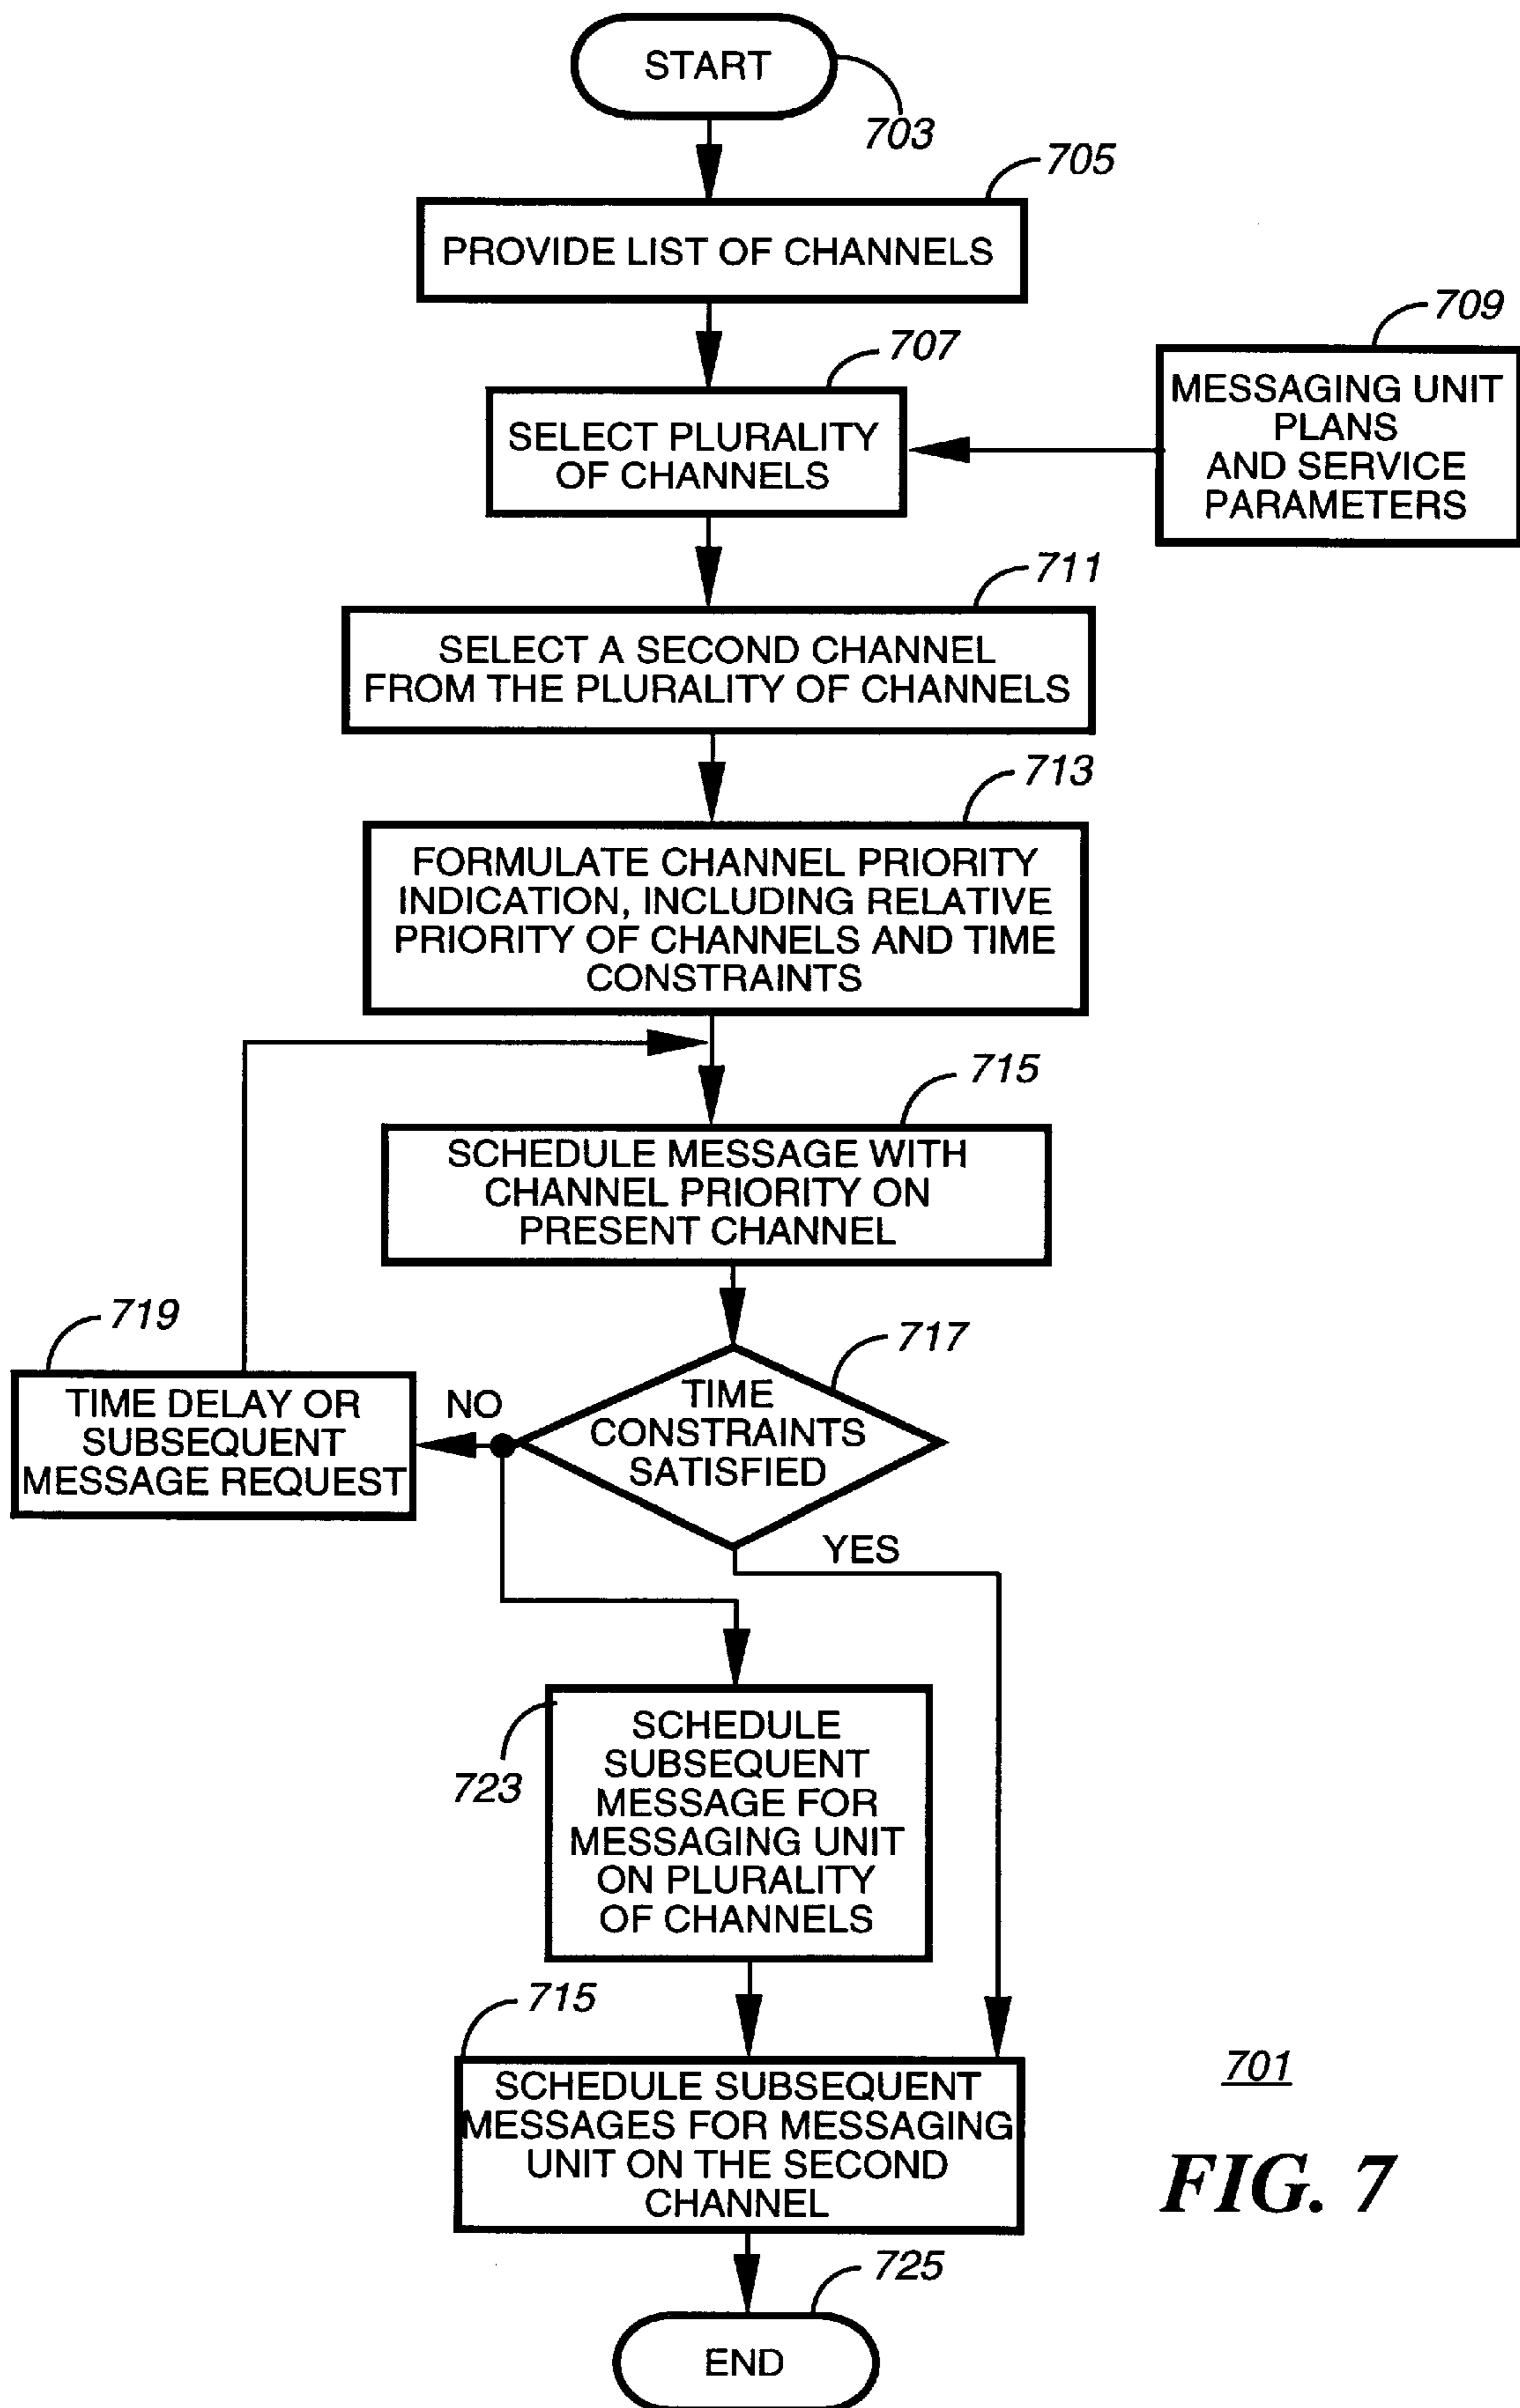 START
703
705
PROVIDE LIST OF CHANNELS
709
707
MESSAGING UNIT
PLANS
AND SERVICE
PARAMETERS
SELECT PLURALITY
OF CHANNELS
711
SELECT A SECOND CHANNEL
FROM THE PLURALITY OF CHANNELS
713
FORMULATE CHANNEL PRIORITY
INDICATION, INCLUDING RELATIVE
PRIORITY OF CHANNELS AND TIME
CONSTRAINTS
715
SCHEDULE MESSAGE WITH
CHANNEL PRIORITY ON
PRESENT CHANNEL
719
717
TIME DELAY OR
SUBSEQUENT
MESSAGE REQUEST
NO
TIME
CONSTRAINTS
SATISFIED
YES
723
SCHEDULE
SUBSEQUENT
MESSAGE FOR
MESSAGING UNIT
ON PLURALITY
OF CHANNELS
715
SCHEDULE SUBSEQUENT
MESSAGES FOR MESSAGING
UNIT ON THE SECOND
CHANNEL
701
FIG. 7
725
END